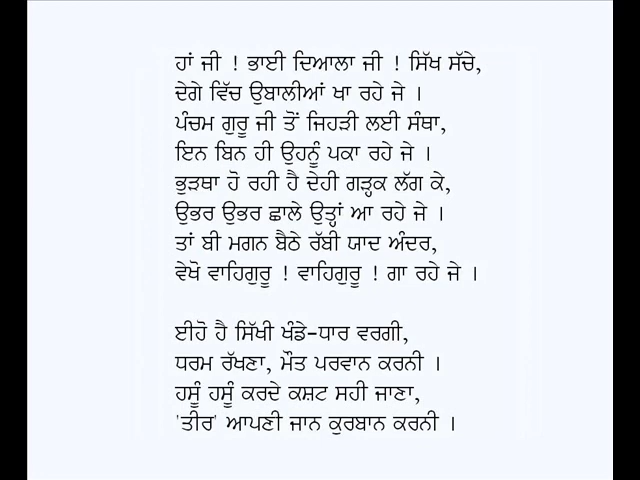 ਹਾਂ ਜੀ ! ਭਾਈ ਦਿਆਲਾ ਜੀ ! ਸਿੱਖ ਸੱਚੇ,
ਦੇਗੇ ਵਿੱਚ ਉਬਾਲੀਆਂ ਖਾ ਰਹੇ ਜੇ ।
ਪੰਚਮ ਗੁਰੂ ਜੀ ਤੋਂ ਜਿਹੜੀ ਲਈ ਸੰਥਾ,
ਇਨ ਬਿਨ ਹੀ ਉਹਨੂੰ ਪਕਾ ਰਹੇ ਜੇ ।
ਭੁੜਥਾ ਹੋ ਰਹੀ ਹੈ ਦੇਹੀ ਗੜ੍ਹਕ ਲੱਗ ਕੇ,
ਉਭਰ ਉਭਰ ਛਾਲੇ ਉਤ੍ਹਾਂ ਆ ਰਹੇ ਜੇ ।
ਤਾਂ ਬੀ ਮਗਨ ਬੈਠੇ ਰੱਬੀ ਯਾਦ ਅੰਦਰ,
ਵੇਖੋ ਵਾਹਿਗੁਰੂ ! ਵਾਹਿਗੁਰੂ ! ਗਾ ਰਹੇ ਜੇ ।
ਈਹੋ ਹੈ ਸਿੱਖੀ ਖੰਡੇ-ਧਾਰ ਵਰਗੀ,
ਧਰਮ ਰੱਖਣਾ, ਮੌਤ ਪਰਵਾਨ ਕਰਨੀ ।
ਹਸੂੰ ਹਸੂੰ ਕਰਦੇ ਕਸ਼ਟ ਸਹੀ ਜਾਣਾ,
'ਤੀਰ' ਆਪਣੀ ਜਾਨ ਕੁਰਬਾਨ ਕਰਨੀ ।